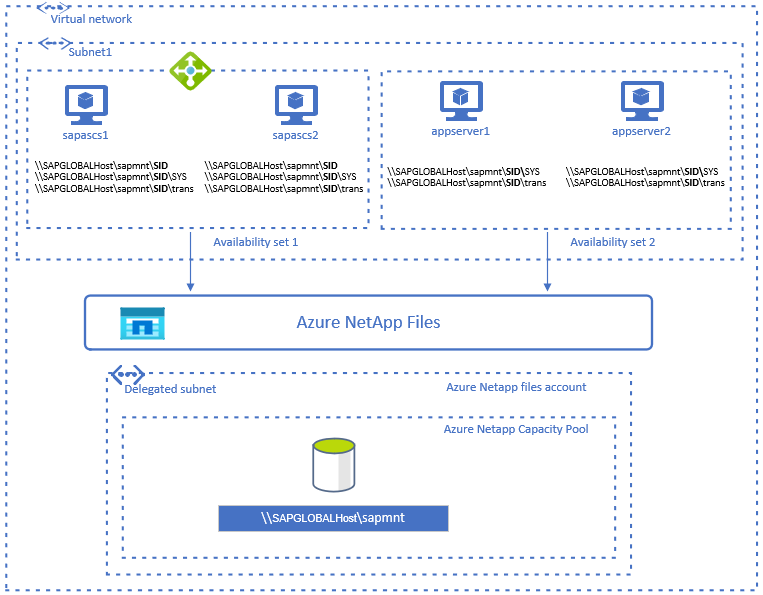 Virtual network
Subnet1
sapascs1
sapascs2
appserver1
appserver2
\\SAPGLOBALHost\sapmnt\SID
\\SAPGLOBALHost\sapmnt\SID\SYS
\\SAPGLOBALHost\sapmnt\SID\trans
\\SAPGLOBALHost\sapmnt\SID
\\SAPGLOBALHost\sapmnt\SID\SYS
\\SAPGLOBALHost\sapmnt\SID\trans
\\SAPGLOBALHost\sapmnt\SID\SYS
\\SAPGLOBALHost\sapmnt\SID\trans
\\SAPGLOBALHost\sapmnt\SID\SYS
\\SAPGLOBALHost\sapmnt\SID\trans
Availability set 1
Availability set 2
Azure NetApp Files
Delegated subnet
Azure Netapp files account
Azure Netapp Capacity Pool
\\SAPGLOBALHost\sapmnt